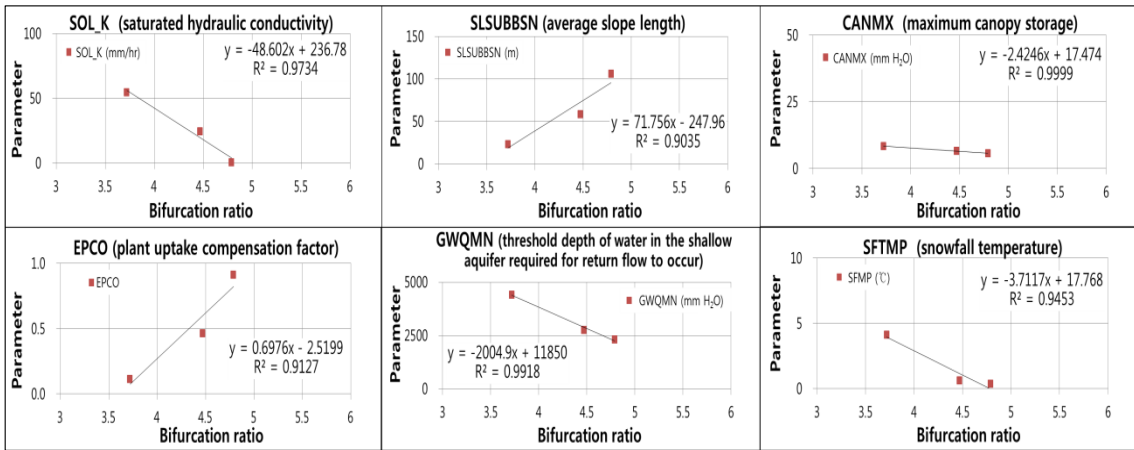 SOL_K (saturated hydraulic conductivity)
100
50
0
Parameter
SOL_K (mm/hr)
y = -48.602x + 236.78
R² = 0.9734
3 3.5 4 4.5 5 5.5 6
Bifurcation ratio
SLSUBBSN (average slope length)
150
100
50
0
Parameter
SLSUBBSN (m)
y = 71.756x - 247.96
R² = 0.9035
3 3.5 4 4.5 5 5.5 6
Bifurcation ratio
CANMX (maximum canopy storage)
50
25
0
Parameter
CANMX (mm H₂O)
y = -2.4246x + 17.474
R² = 0.9999
3 3.5 4 4.5 5 5.5 6
Bifurcation ratio
EPCO (plant uptake compensation factor)
1.0
0.5
0.0
Parameter
EPCO
y = 0.6976x - 2.5199
R² = 0.9127
3 3.5 4 4.5 5 5.5 6
Bifurcation ratio
GWQMN (threshold depth of water in the shallow
aquifer required for return flow to occur)
5000
2500
0
Parameter
GWQMN (mm H₂O)
y = -2004.9x + 11850
R² = 0.9918
3 3.5 4 4.5 5 5.5 6
Bifurcation ratio
SFTMP (snowfall temperature)
10
5
0
Parameter
SFMP (℃)
y = -3.7117x + 17.768
R² = 0.9453
3 3.5 4 4.5 5 5.5 6
Bifurcation ratio